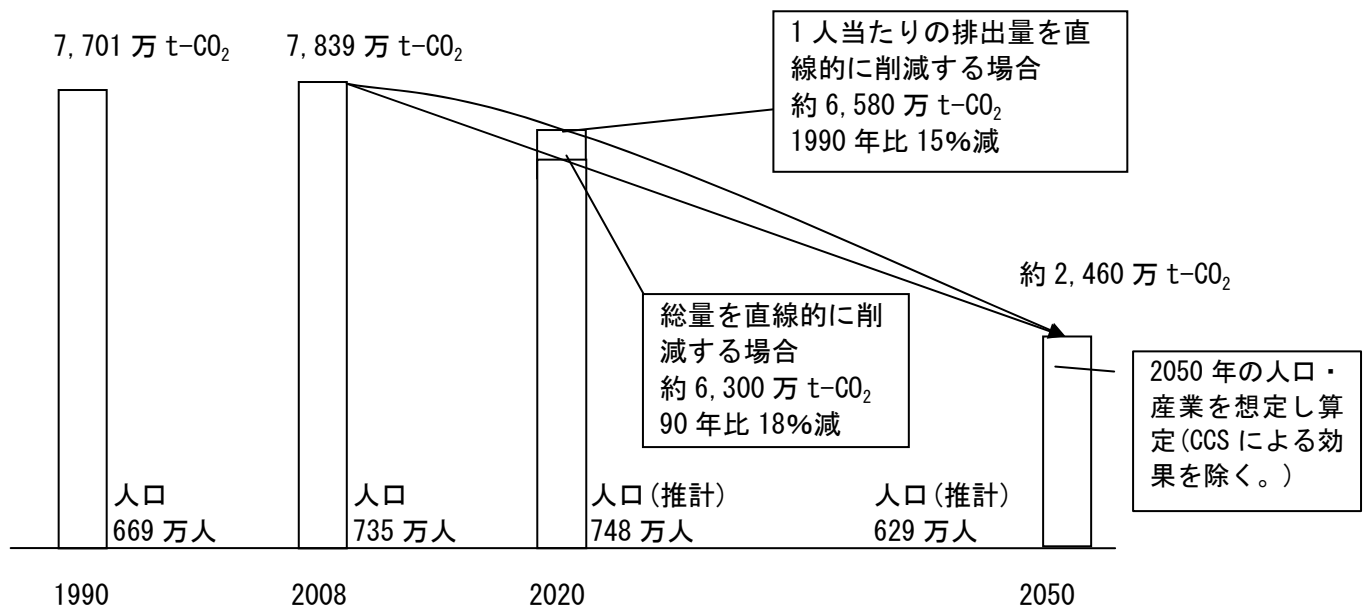 7,701 万 t-CO₂
7,839 万 t-CO₂
1 人当たりの排出量を直
線的に削減する場合
約 6,580 万 t-CO₂
1990 年比 15%減
総量を直線的に削
減する場合
約 6,300 万 t-CO₂
90 年比 18%減
約 2,460 万 t-CO₂
2050 年の人口・
産業を想定し算
定(CCS による効
果を除く。)
人口
669 万人
人口
735 万人
人口(推計)
748 万人
人口(推計)
629 万人
1990
2008
2020
2050